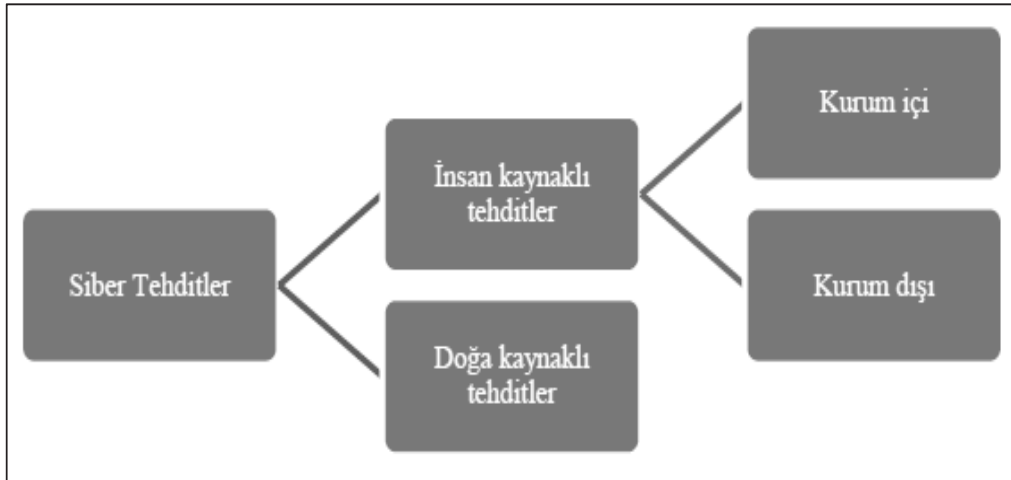 Siber Tehditler
İnsan kaynaklı
tehditler
Doğa kaynaklı
tehditler
Kurum içi
Kurum dışı